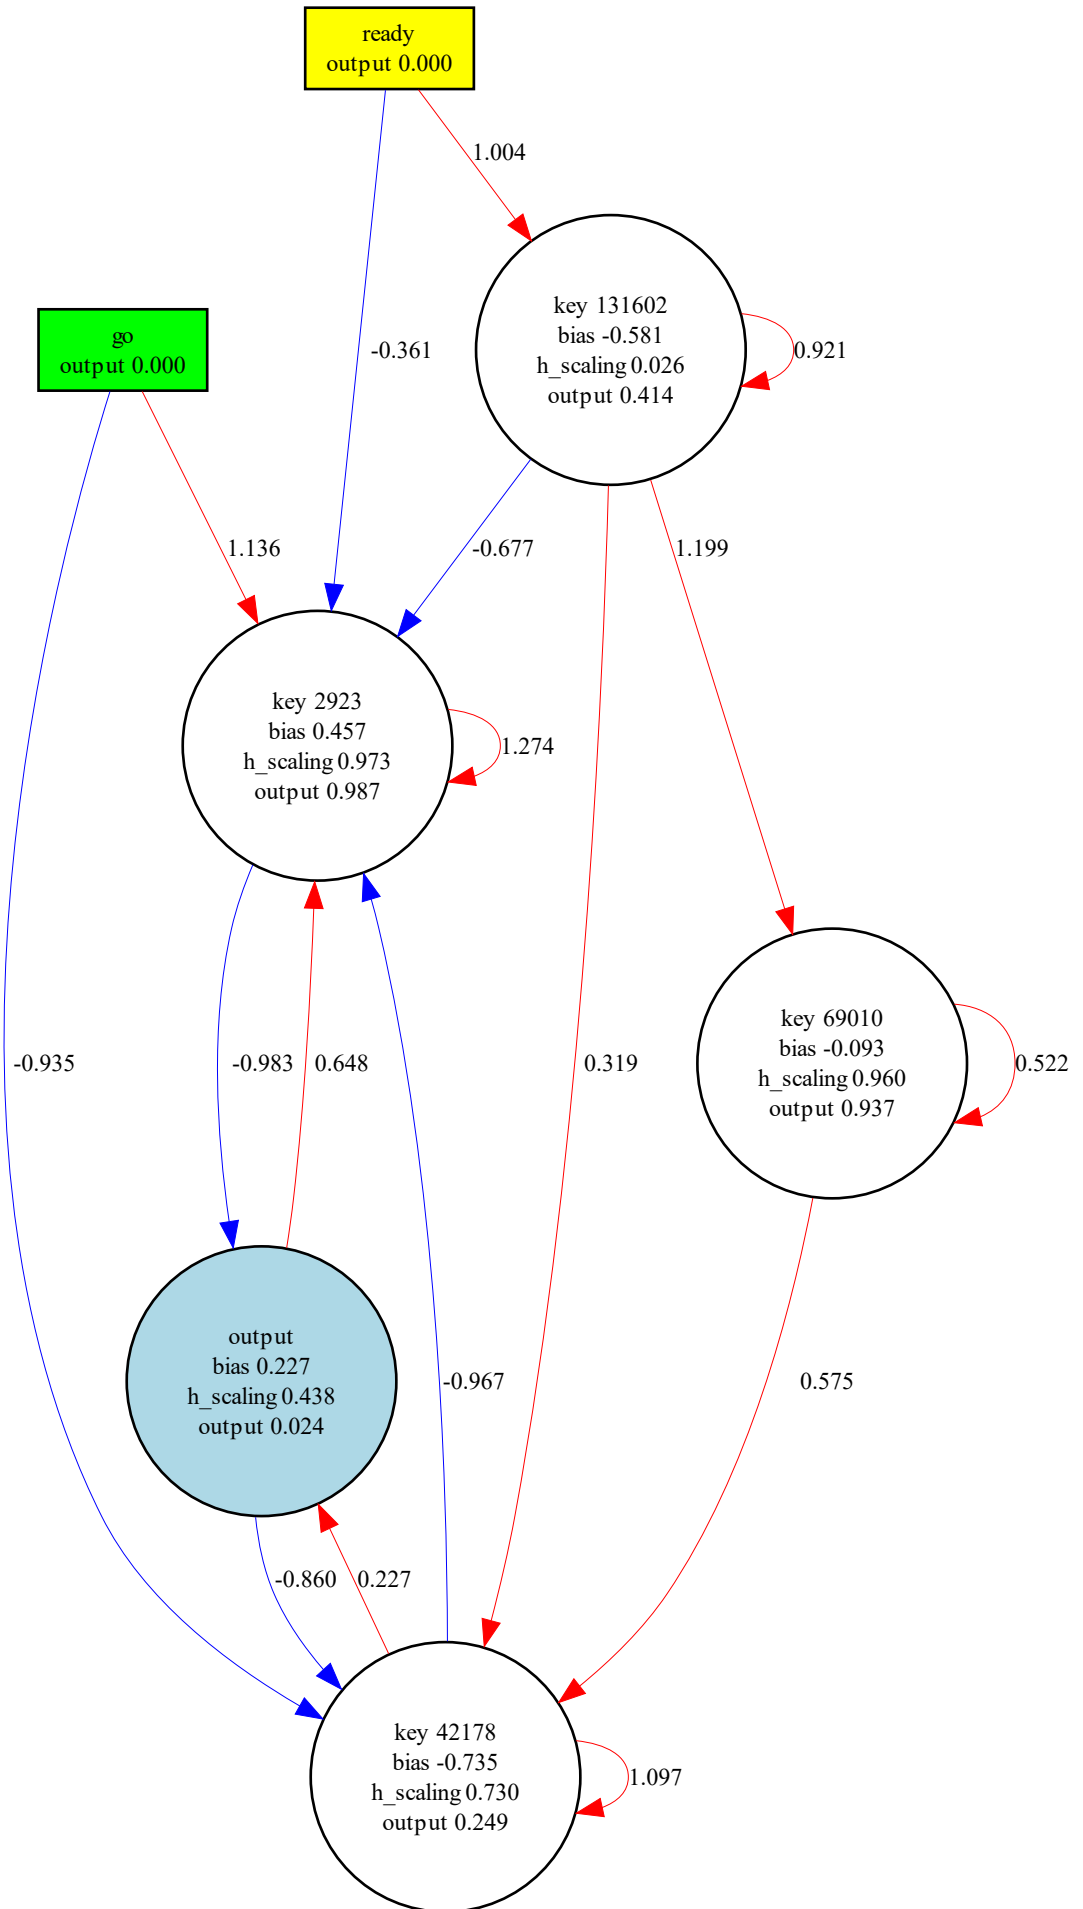 ready
output 0.000
1.004
key 131602
bias -0.581
h_scaling 0.026
output 0.414
0.921
-0.361
go
output 0.000
1.136
-0.677
1.199
key 2923
bias 0.457
h_scaling 0.973
output 0.987
1.274
key 69010
bias -0.093
h_scaling 0.960
output 0.937
0.522
-0.935
-0.983
0.648
0.319
output
bias 0.227
h_scaling 0.438
output 0.024
-0.967
0.575
-0.860
0.227
key 42178
bias -0.735
h_scaling 0.730
output 0.249
1.097